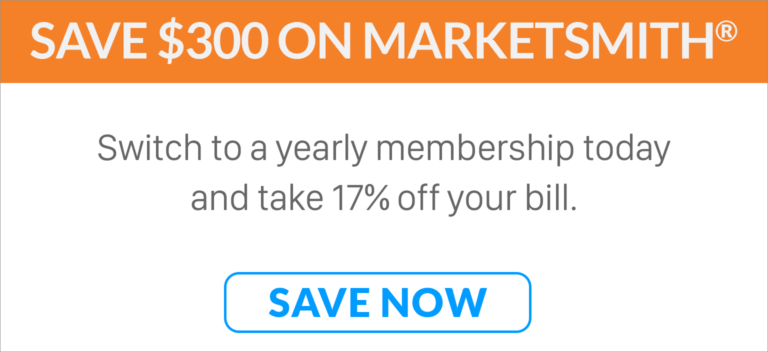 SAVE $300 ON MARKETSMITH®
Switch to a yearly membership today
and take 17% off your bill.
SAVE NOW